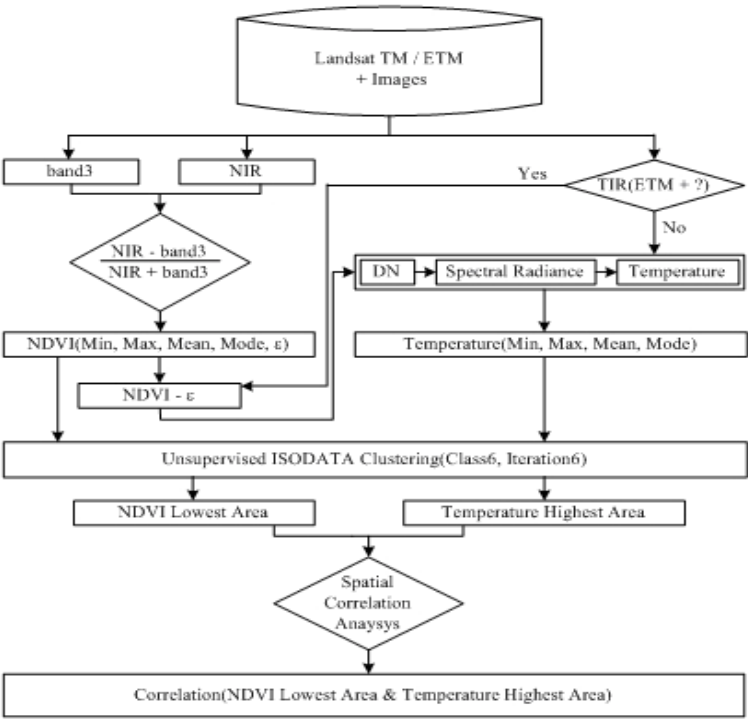 Landsat TM / ETM
+ Images
band3
NIR
Yes
TIR(ETM + ?)
No
NIR - band3
NIR + band3
DN
Spectral Radiance
Temperature
NDVI(Min, Max, Mean, Mode, ε)
Temperature(Min, Max, Mean, Mode)
NDVI - ε
Unsupervised ISODATA Clustering(Class6, Iteration6)
NDVI Lowest Area
Temperature Highest Area
Spatial
Correlation
Anaysys
Correlation(NDVI Lowest Area & Temperature Highest Area)